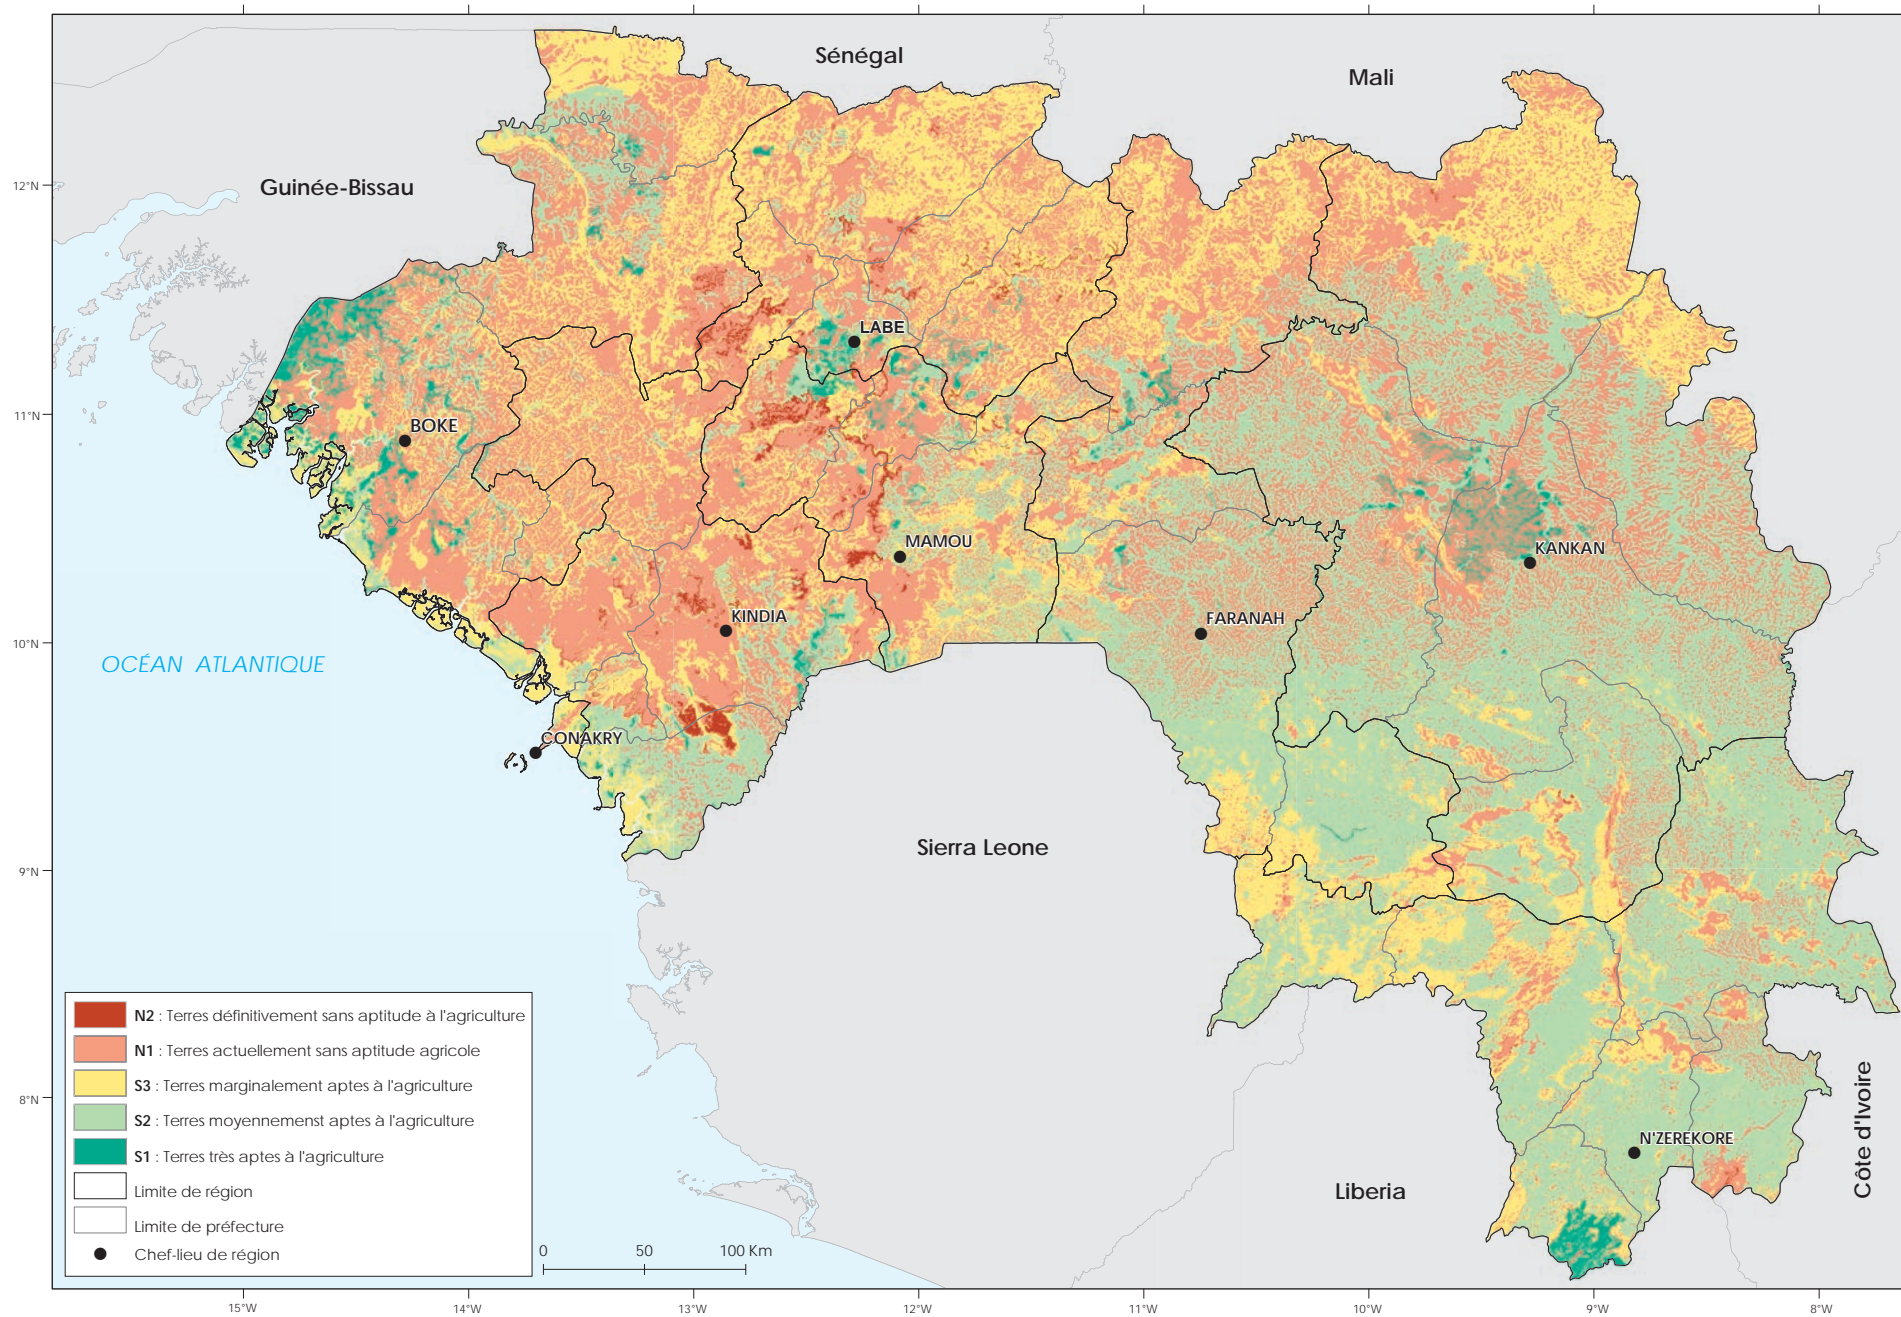 Sénégal
Mali
12°N
Guinée-Bissau
LABE
11°N
BOKE
MAMOU
KANKAN
KINDIA
FARANAH
10°N
OCÉAN ATLANTIQUE
CONAKRY
Sierra Leone
9°N
N2 : Terres définitivement sans aptitude à l'agriculture
N1 : Terres actuellement sans aptitude agricole
S3 : Terres marginalement aptes à l'agriculture
8°N
S2 : Terres moyennemenst aptes à l'agriculture
S1 : Terres très aptes à l'agriculture
Limite de région
Limite de préfecture
Chef-lieu de région
0 50 100 Km
N'ZEREKORE
Liberia
Côte d'Ivoire
15°W 14°W 13°W 12°W 11°W 10°W 9°W 8°W